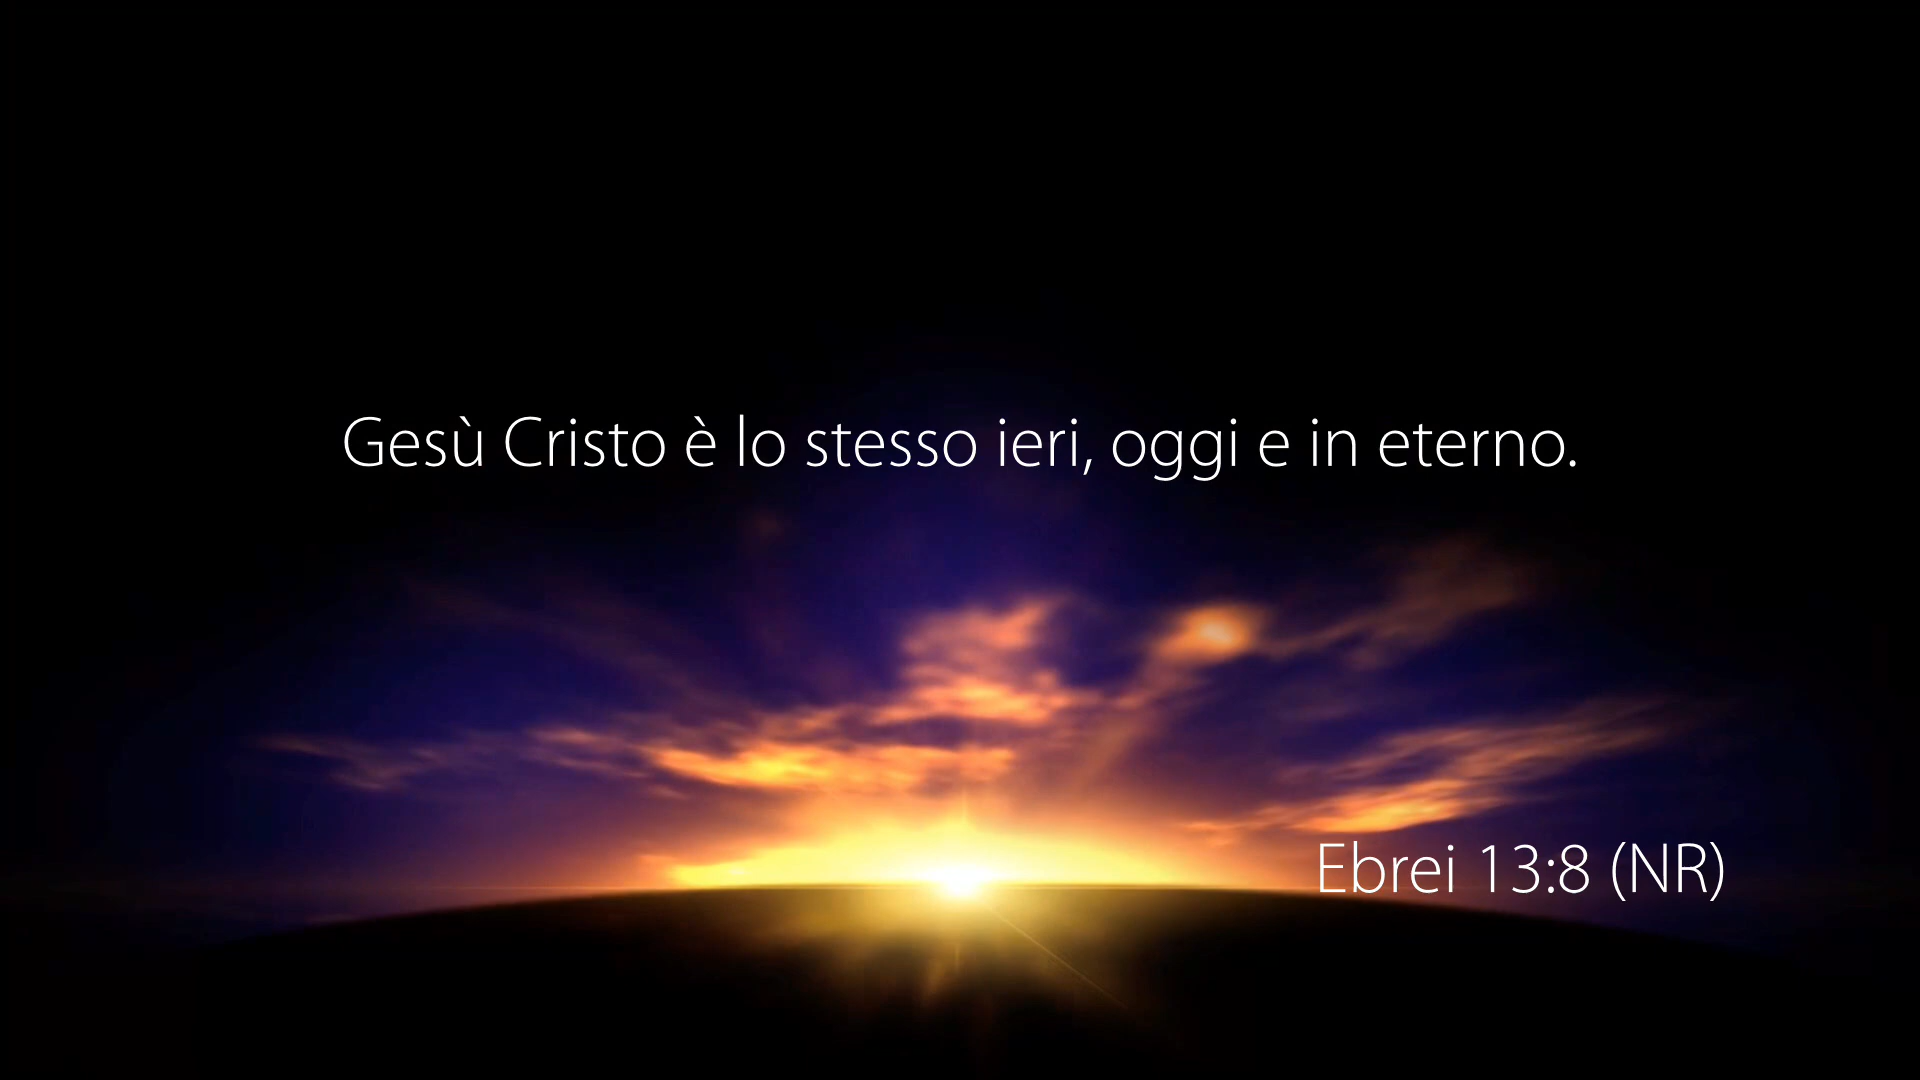 Gesù Cristo è lo stesso ieri, oggi e in eterno.
Ebrei 13:8 (NR)